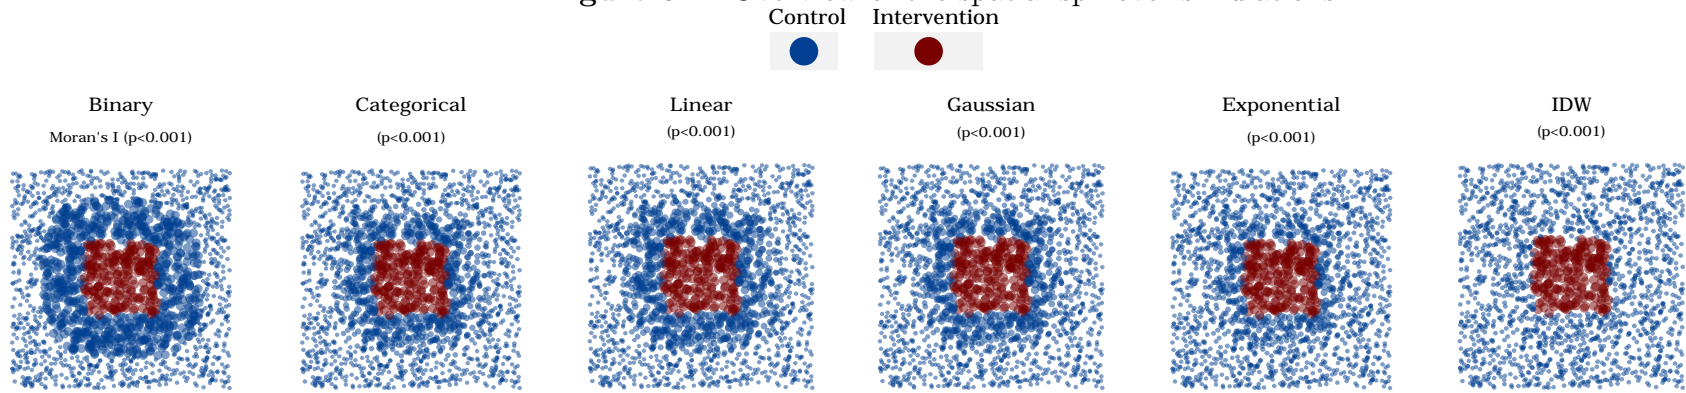 Control Intervention
Binary Categorical Linear Gaussian Exponential IDW
Moran's I (p<0.001) (p<0.001) (p<0.001) (p<0.001) (p<0.001) (p<0.001)